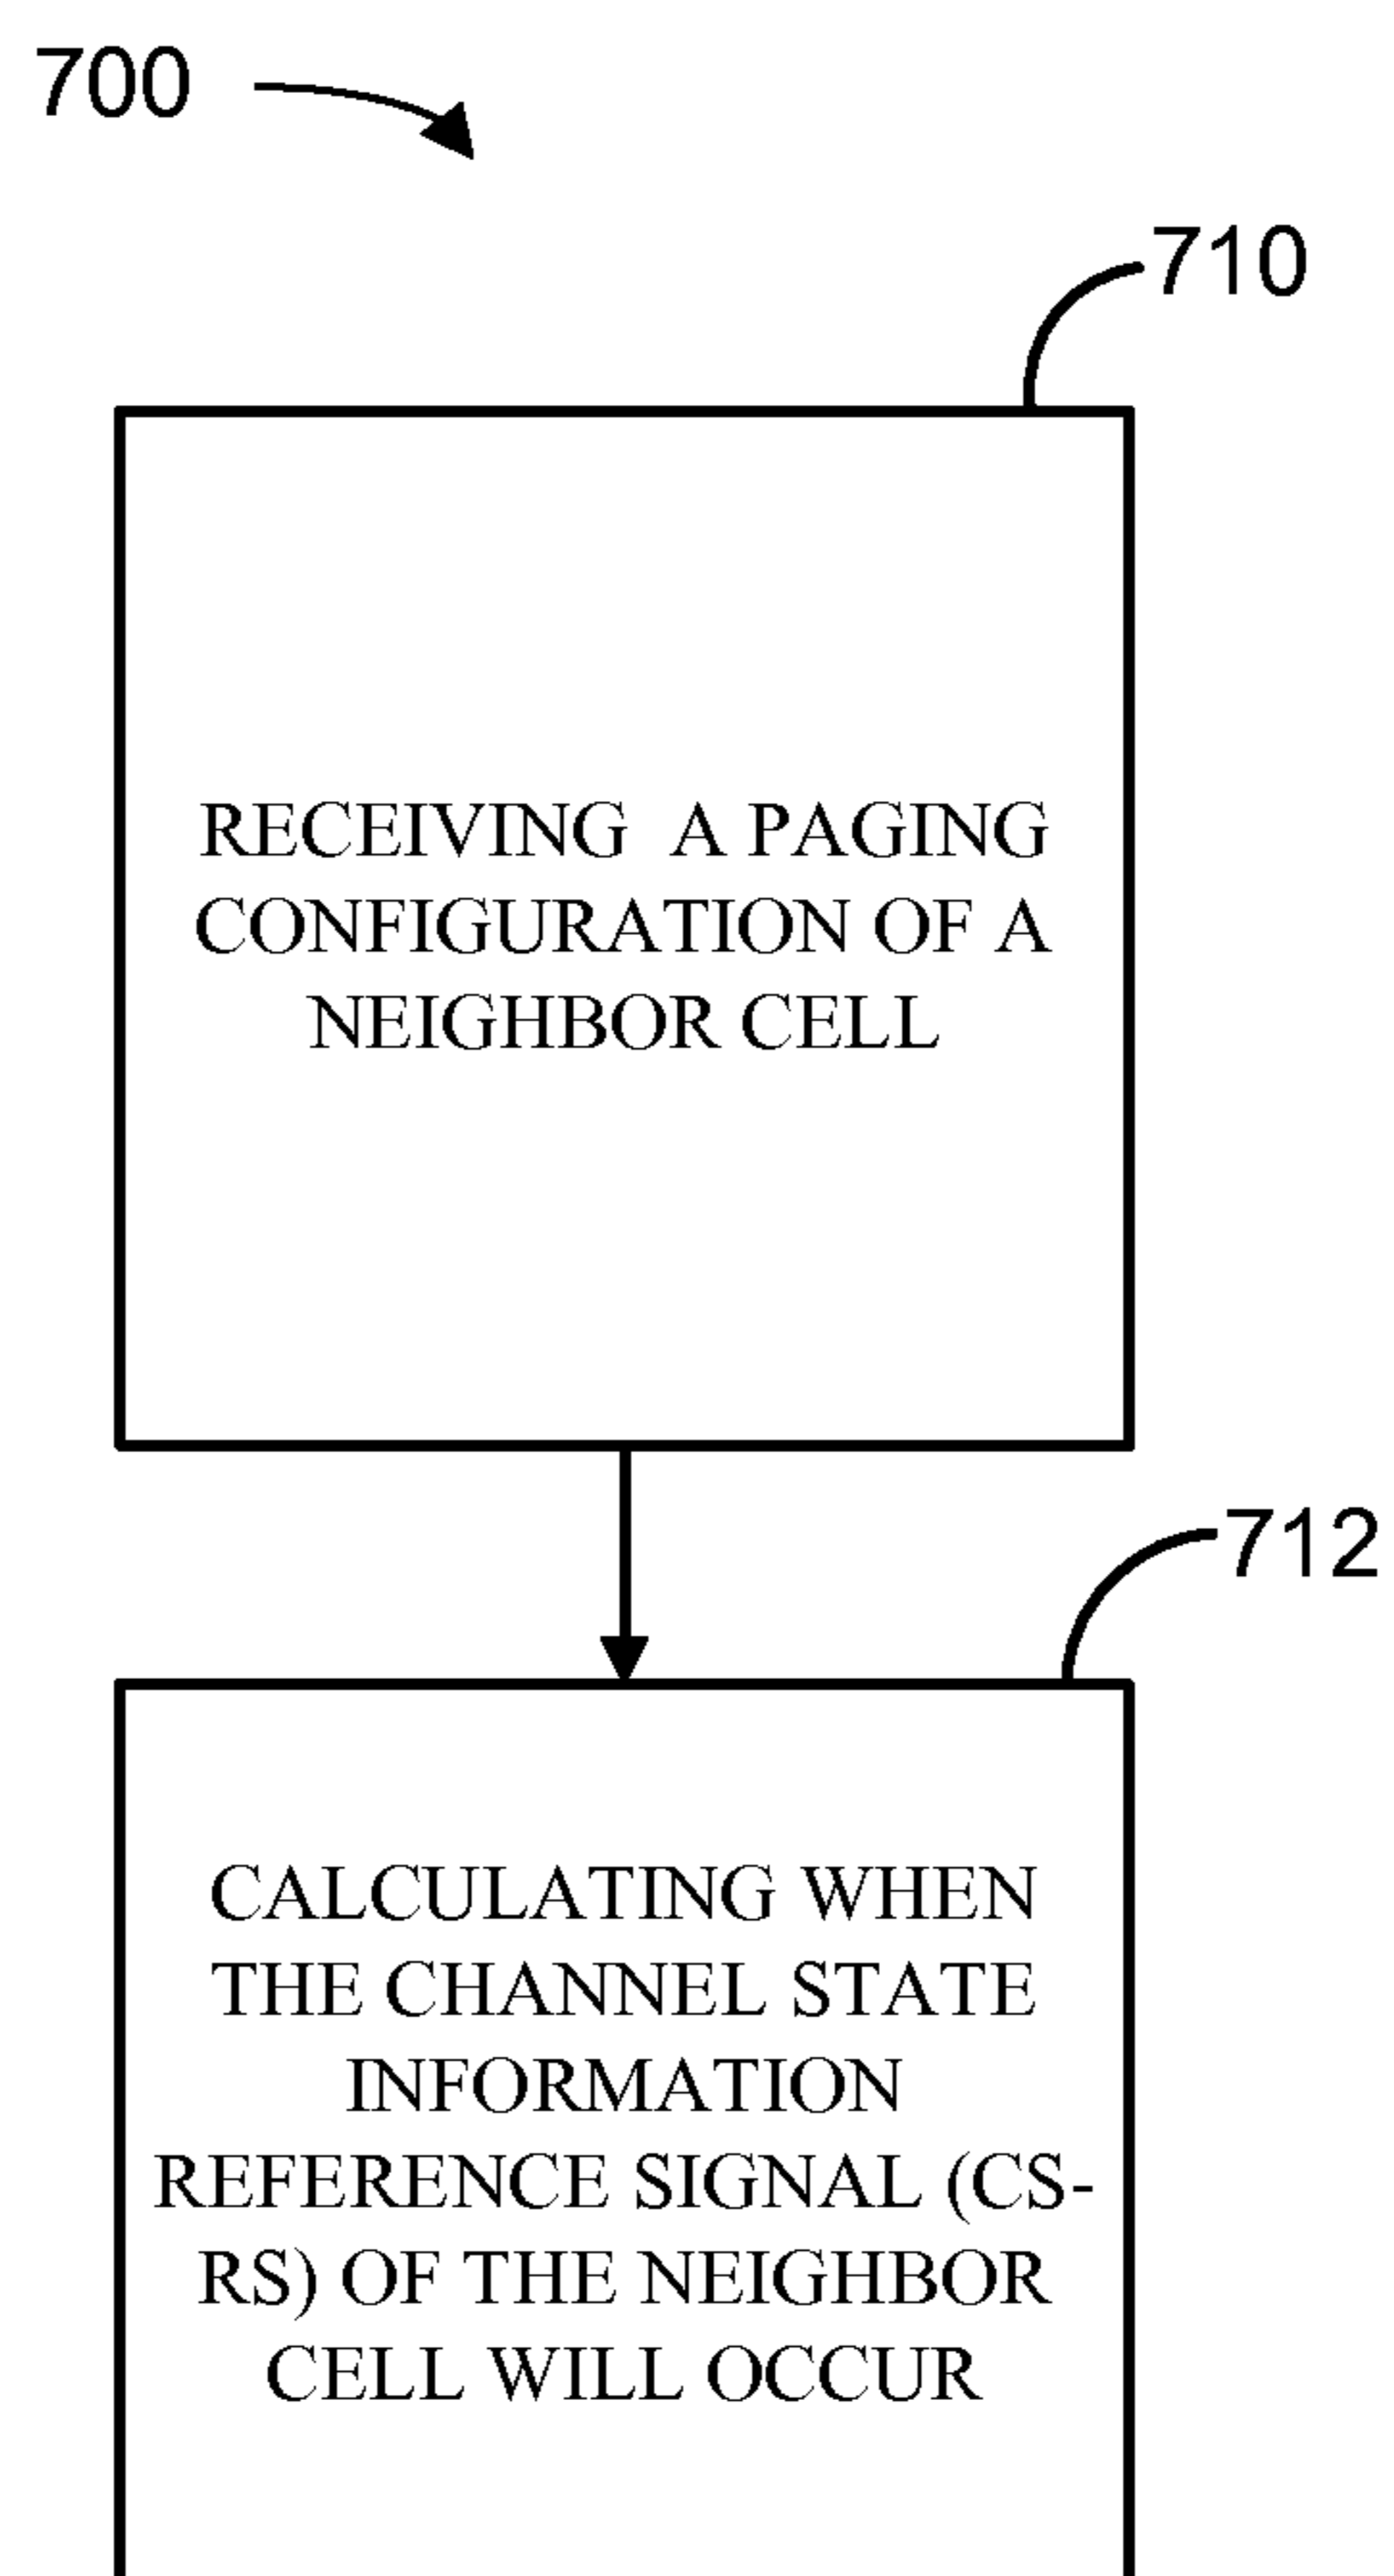 700
710
RECEIVING A PAGING
CONFIGURATION OF A
NEIGHBOR CELL
712
CALCULATING WHEN
THE CHANNEL STATE
INFORMATION
REFERENCE SIGNAL (CS-
RS) OF THE NEIGHBOR
CELL WILL OCCUR